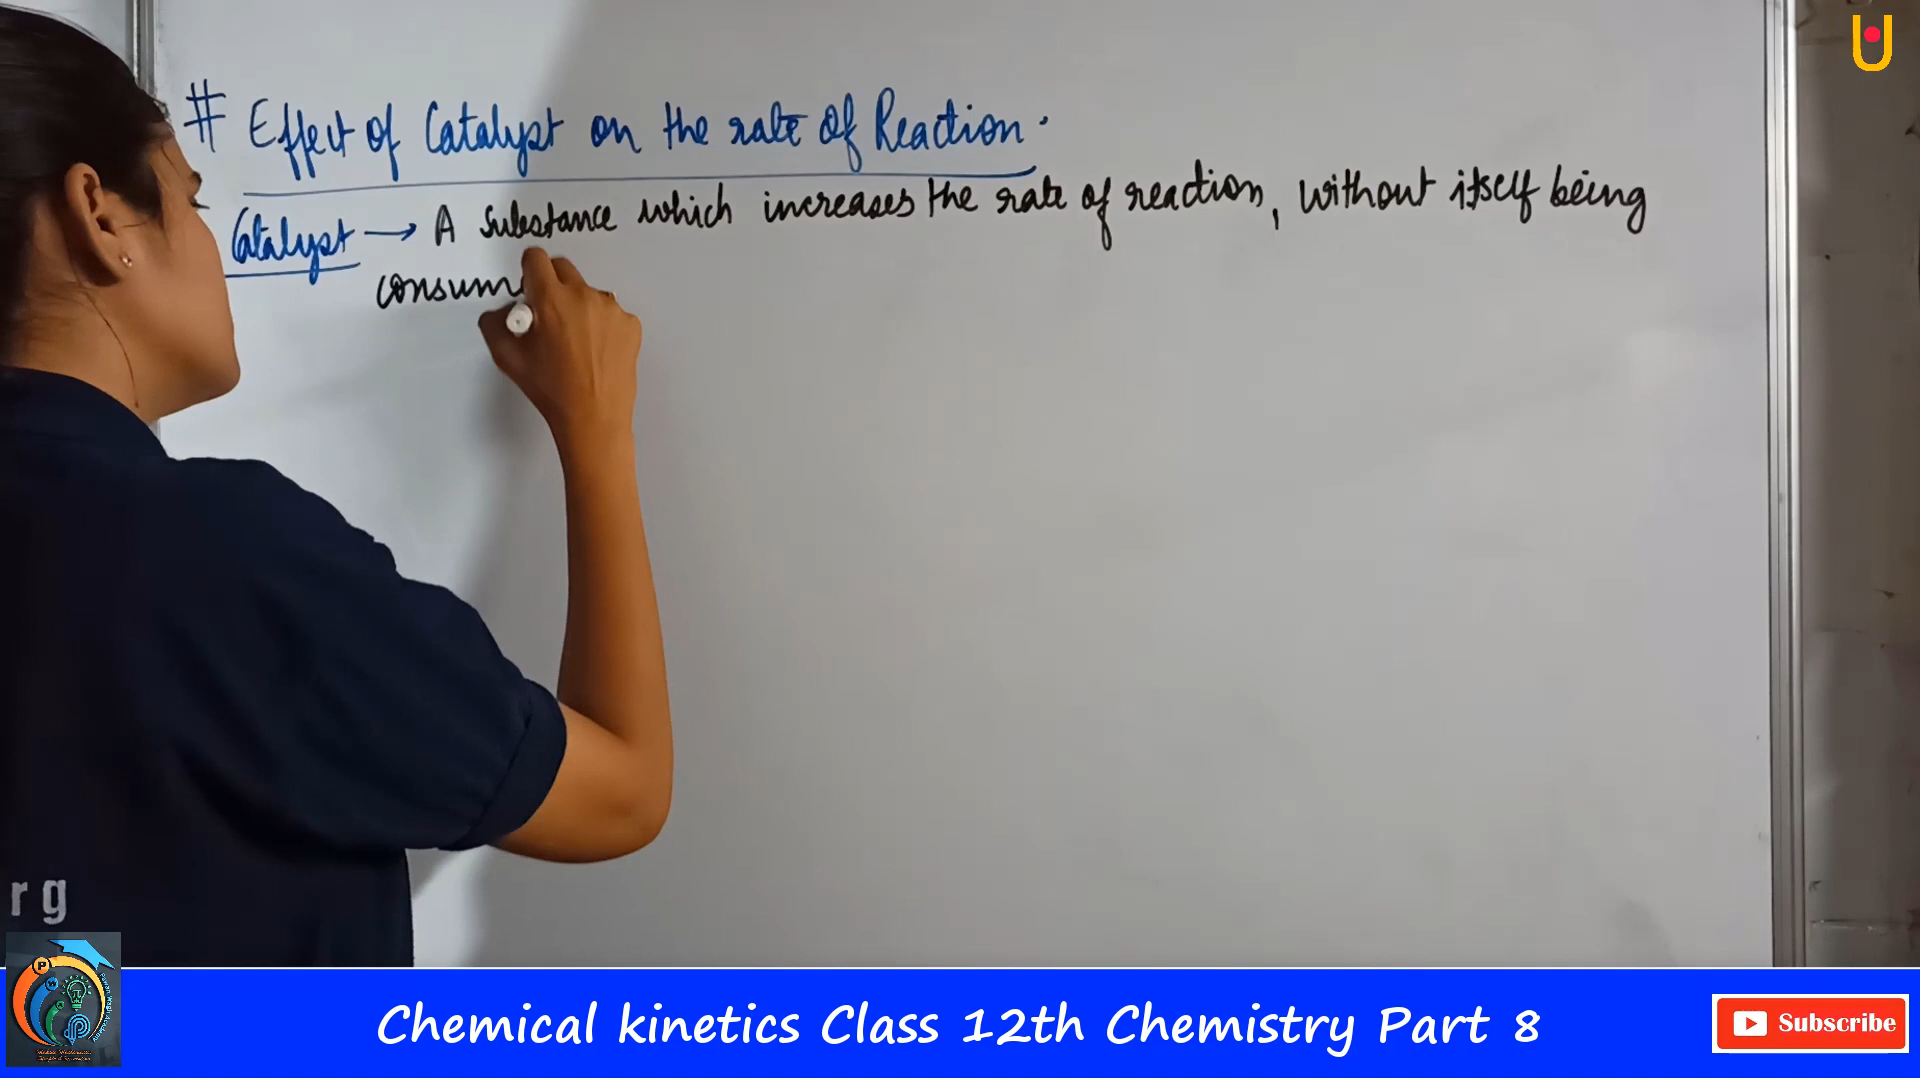 # Effect of Catalyst on the rate of Reaction.
Catalyst → A substance which increases the rate of reaction, without itself being
consum
rg
Chemical kinetics Class 12th Chemistry Part 8
Subscribe